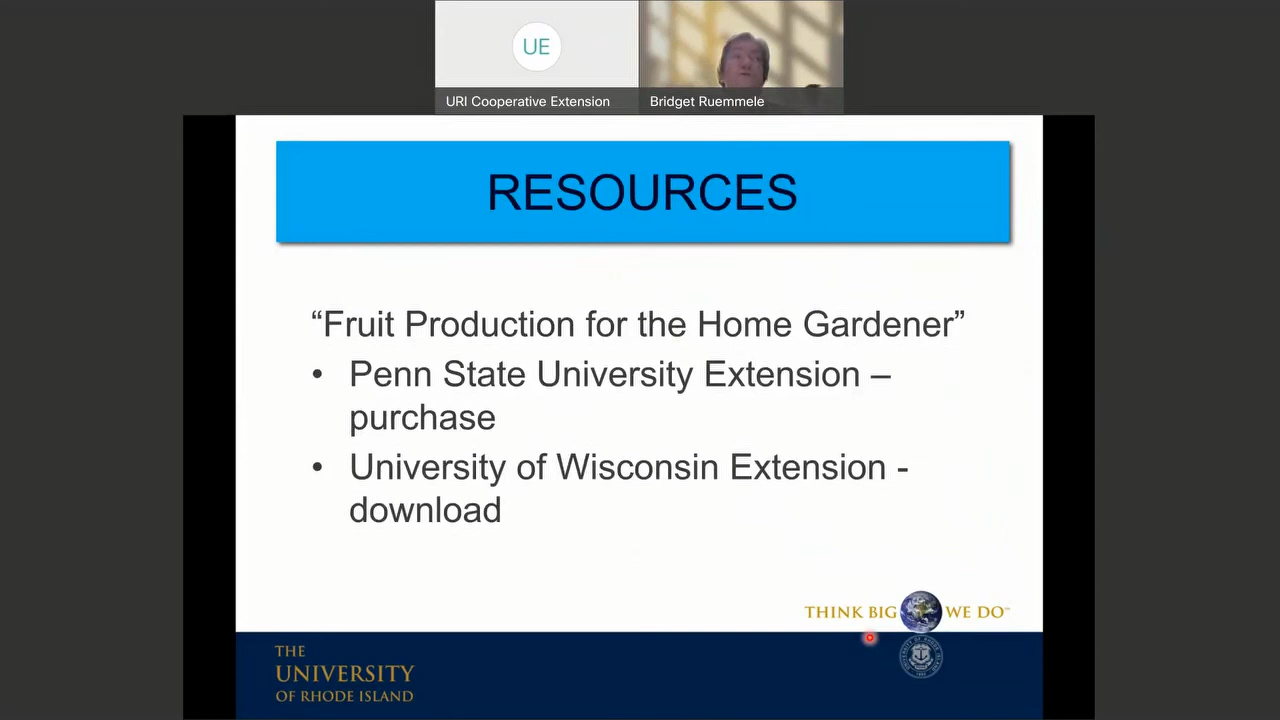 UE
URI Cooperative Extension
Bridget Ruemmele
RESOURCES
“Fruit Production for the Home Gardener”
• Penn State University Extension –
purchase
• University of Wisconsin Extension -
download
THINK BIG WE DO™
THE
UNIVERSITY
OF RHODE ISLAND